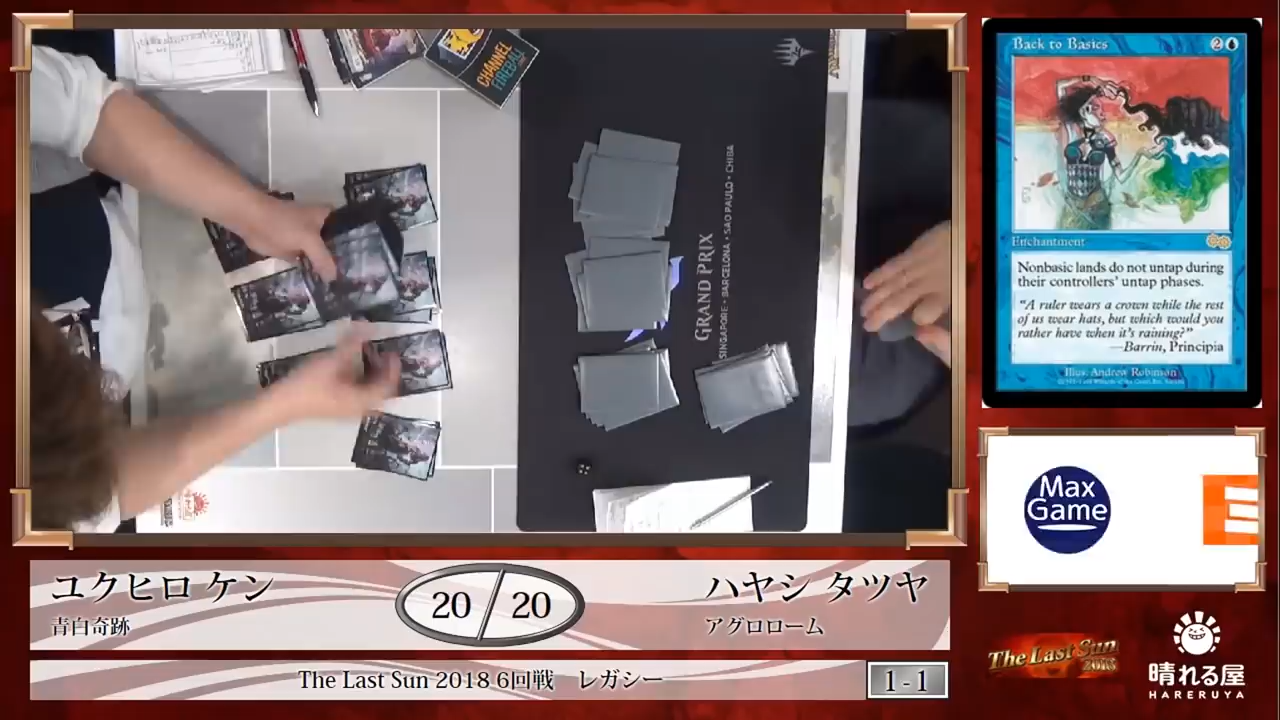 CHANNEL
FIREBALL
GRAND PRIX
SINGAPORE • BARCELONA • SAO PAULO • CHIBA
Back to Basics
2
Enchantment
Nonbasic lands do not untap during
their controllers' untap phases.
"A ruler wears a crown while the rest
of us wear hats, but which would you
rather have when it's raining?"
—Barrin, Principia
Illus. Andrew Robinson
Max
Game
ユクヒロ ケン
青白奇跡
20 / 20
ハヤシ タツヤ
アグロローム
The Last Sun 2018 6回戦 レガシー
1-1
The Last Sun
2018
晴れる屋
HARERUYA